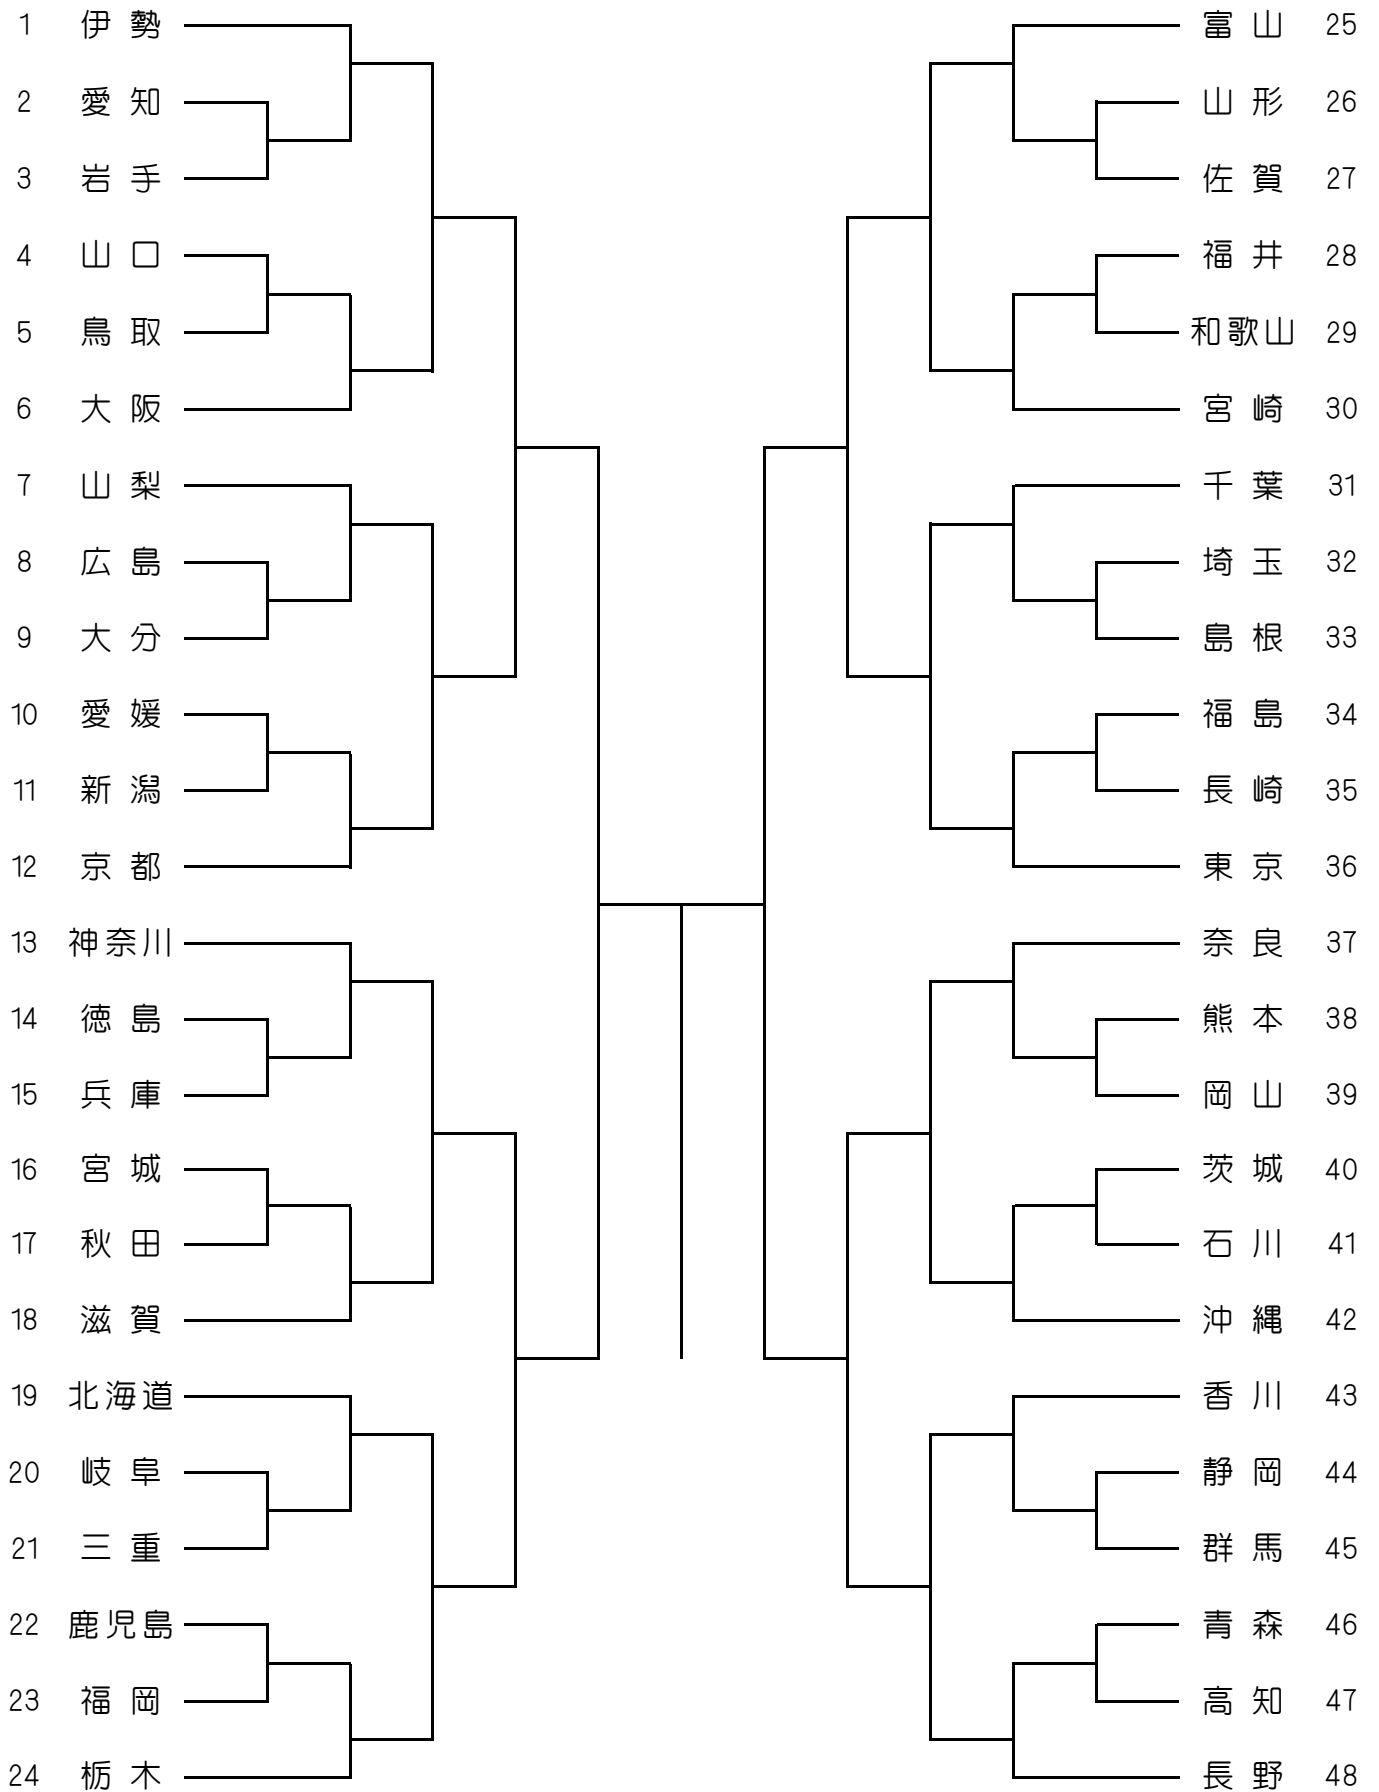 1 伊勢
2 愛知
3 岩手
4 山口
5 鳥取
6 大阪
7 山梨
8 広島
9 大分
10 愛媛
11 新潟
12 京都
13 神奈川
14 徳島
15 兵庫
16 宮城
17 秋田
18 滋賀
19 北海道
20 岐阜
21 三重
22 鹿児島
23 福岡
24 栃木
富山 25
山形 26
佐賀 27
福井 28
和歌山 29
宮崎 30
千葉 31
埼玉 32
島根 33
福島 34
長崎 35
東京 36
奈良 37
熊本 38
岡山 39
茨城 40
石川 41
沖縄 42
香川 43
静岡 44
群馬 45
青森 46
高知 47
長野 48